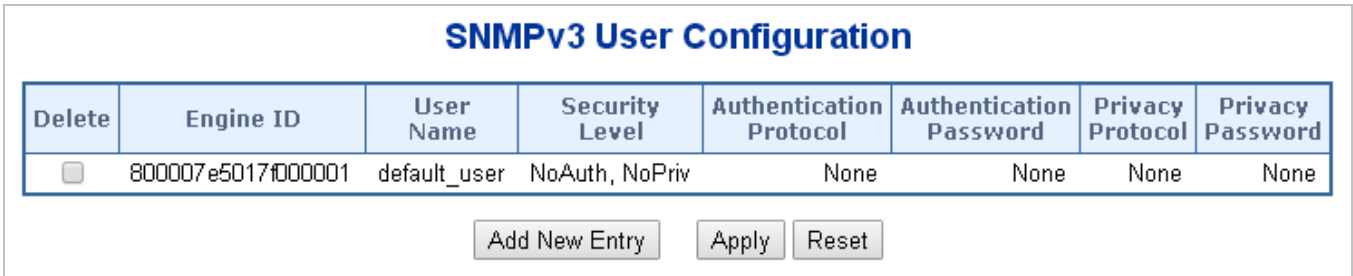 SNMPv3 User Configuration
Delete Engine ID User Name Security Level Authentication Protocol Authentication Password Privacy Protocol Privacy Password
800007e5017f000001 default_user NoAuth, NoPriv None None None None
Add New Entry Apply Reset